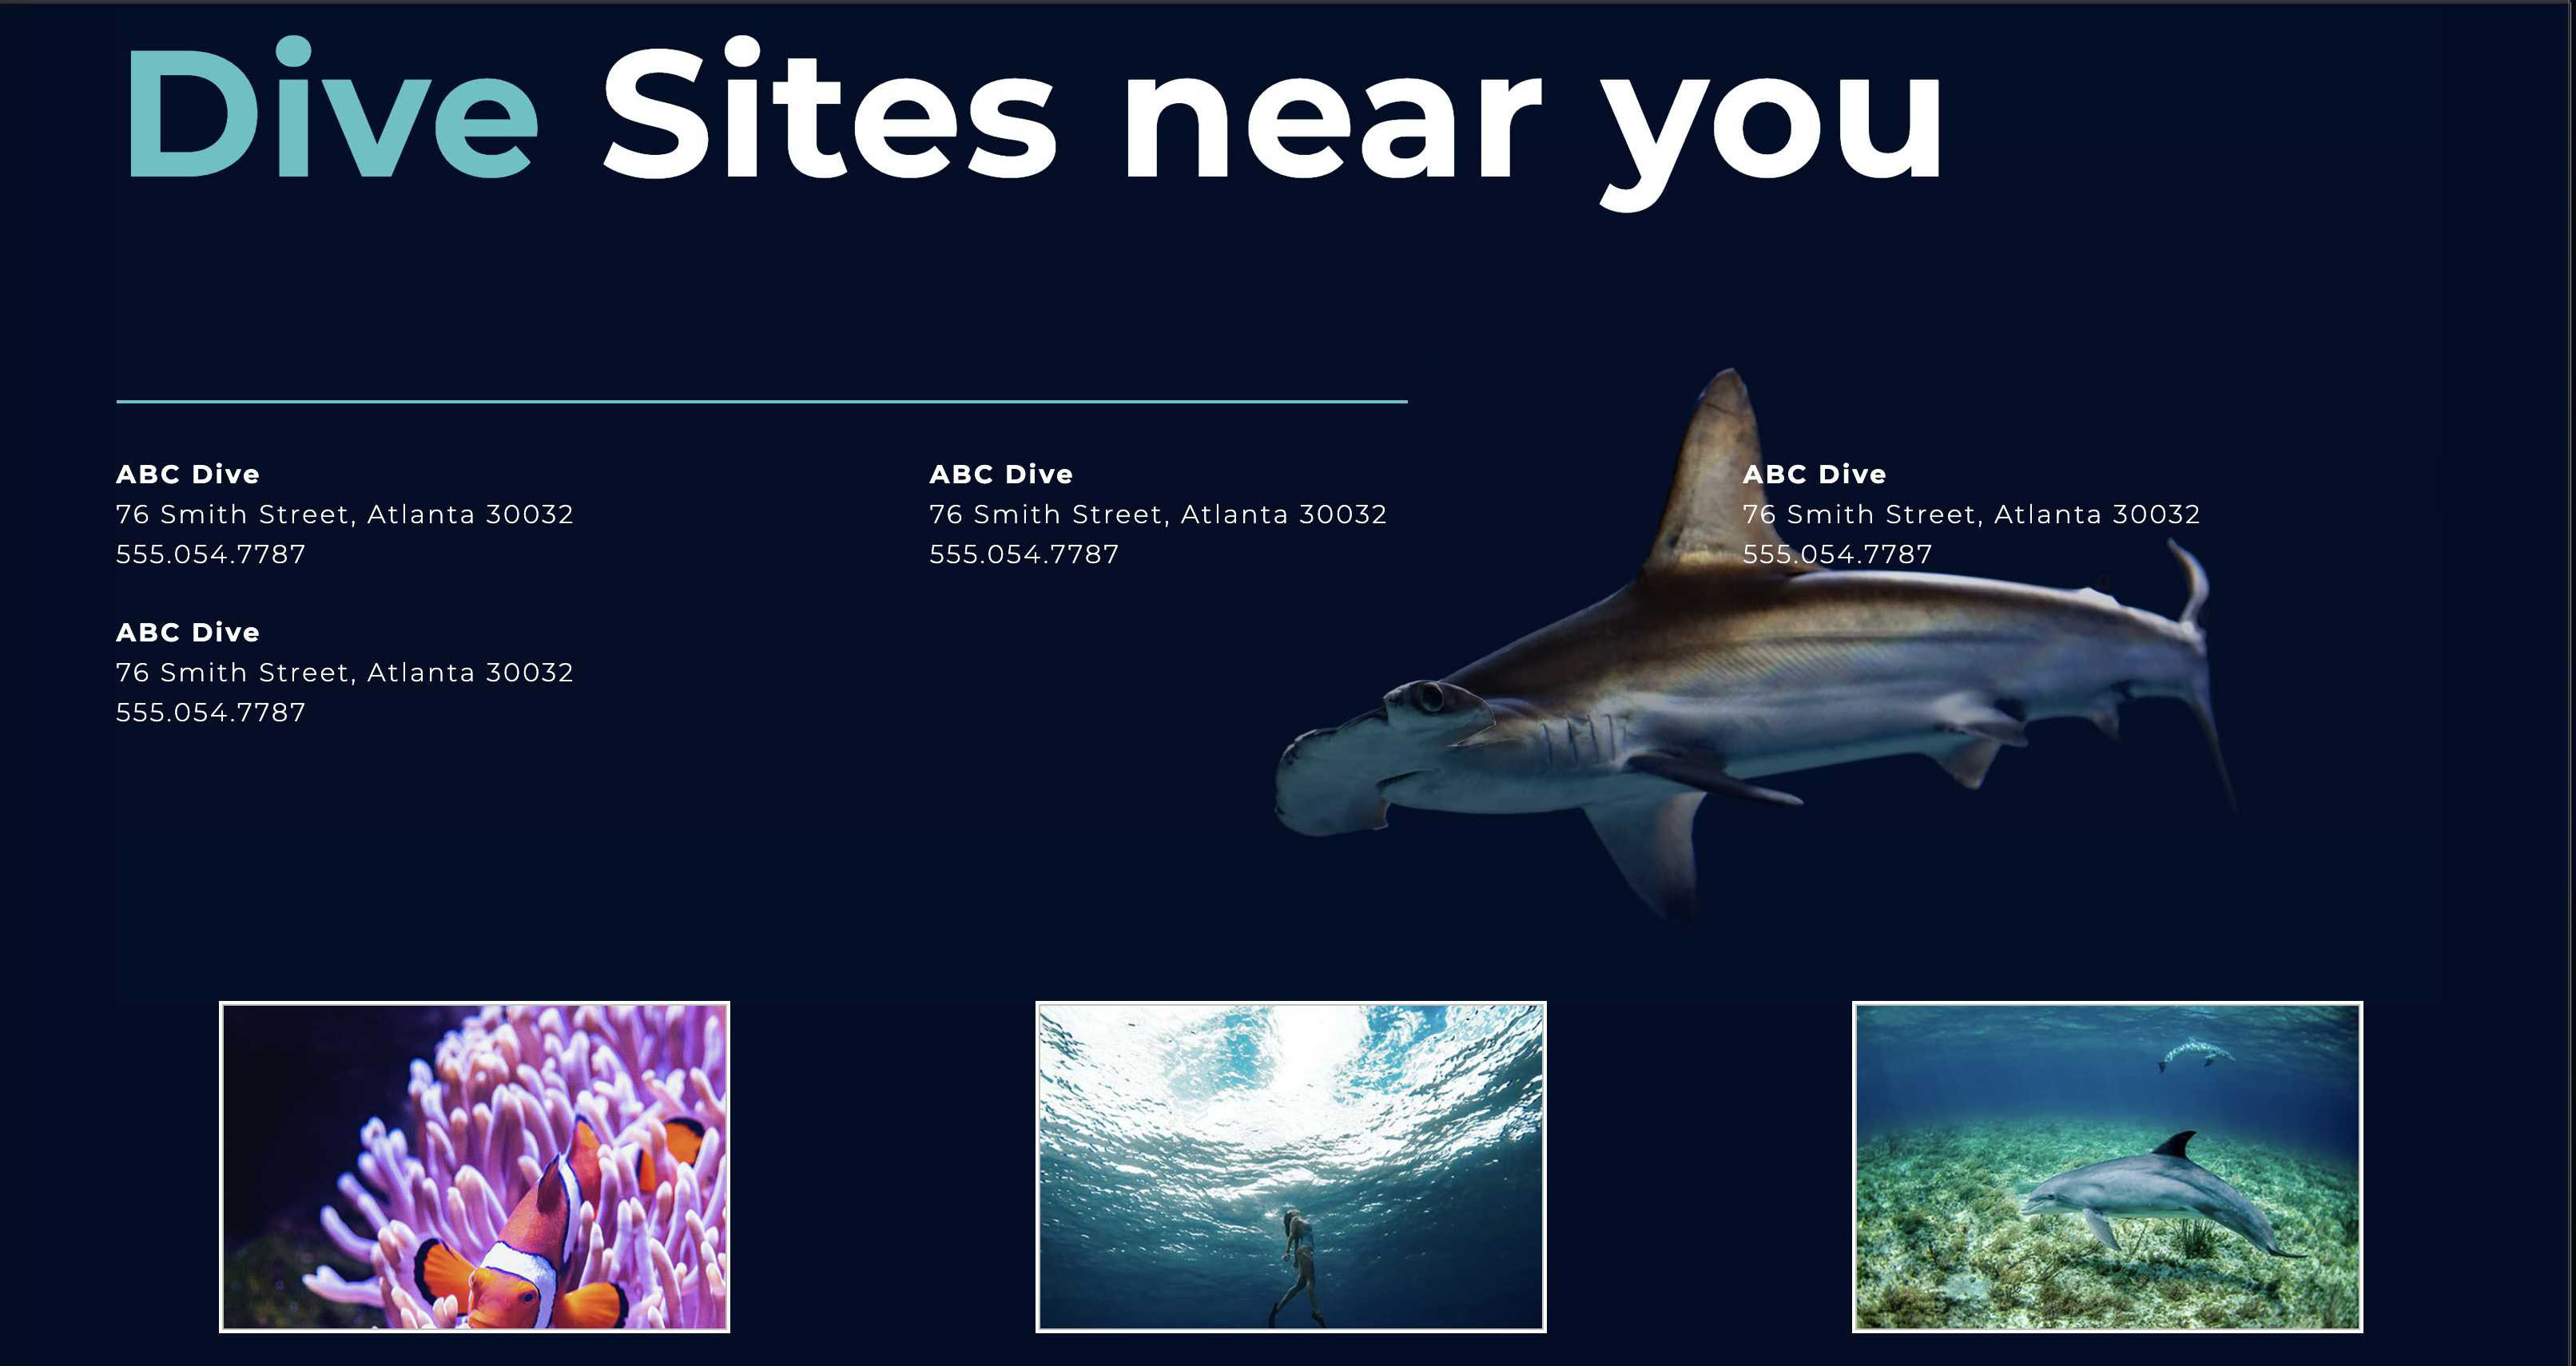 Dive Sites near you
ABC Dive
76 Smith Street, Atlanta 30032
555.054.7787
ABC Dive
76 Smith Street, Atlanta 30032
555.054.7787
ABC Dive
76 Smith Street, Atlanta 30032
555.054.7787
ABC Dive
76 Smith Street, Atlanta 30032
555.054.7787